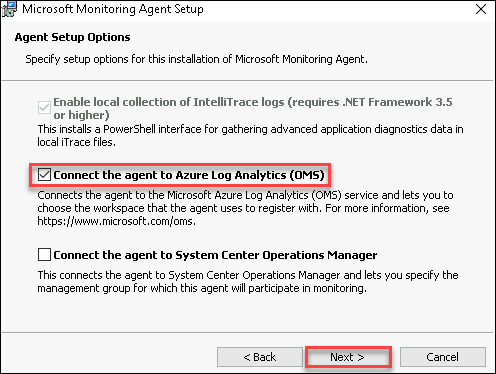 Microsoft Monitoring Agent Setup
Agent Setup Options
Specify setup options for this installation of Microsoft Monitoring Agent.
Enable local collection of IntelliTrace logs (requires .NET Framework 3.5
or higher)
This installs a PowerShell interface for gathering advanced application diagnostics data in
local iTrace files.
Connect the agent to Azure Log Analytics (OMS)
Connects the agent to the Microsoft Azure Log Analytics (OMS) service and lets you to
choose the workspace that the agent uses to register with. For more information, see
https://www.microsoft.com/oms.
Connect the agent to System Center Operations Manager
This connects the agent to System Center Operations Manager and lets you specify the
management group for which this agent will participate in monitoring.
< Back Next > Cancel